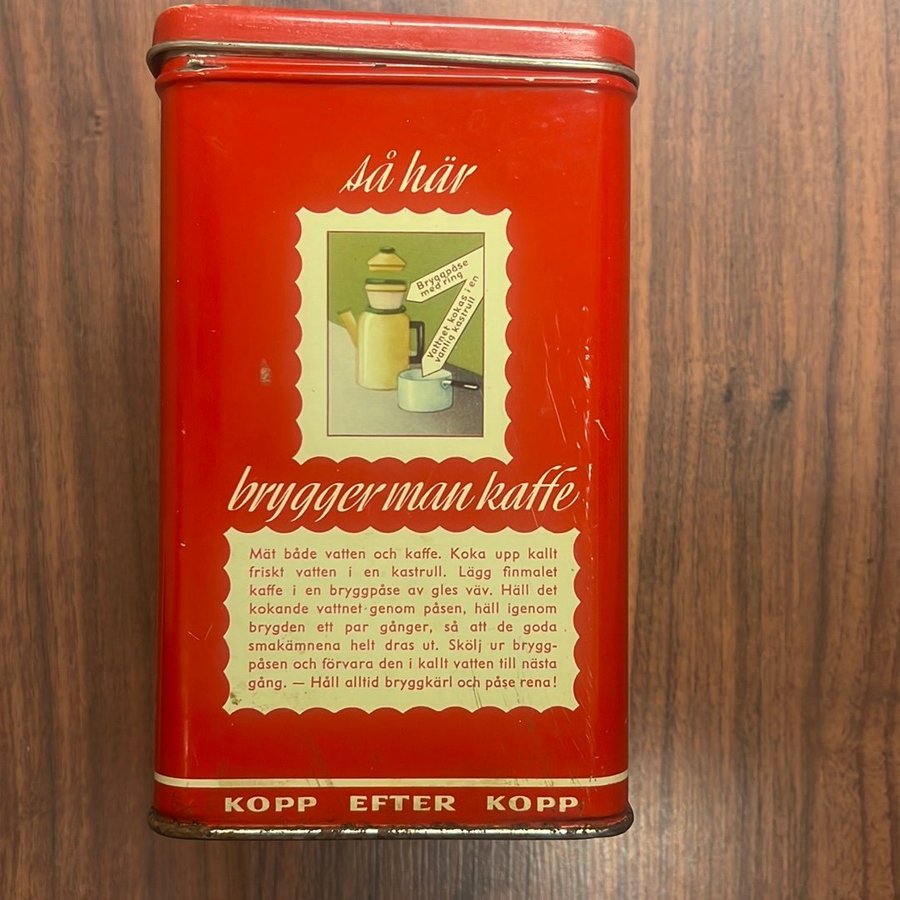 så här
Bryggpåse
med ring
Vattnet kokas i en
vanlig kastrull
brygger man kaffe
Mät både vatten och kaffe. Koka upp kallt
friskt vatten i en kastrull. Lägg finmalet
kaffe i en bryggpåse av gles väv. Häll det
kokande vattnet genom påsen, häll igenom
brygden ett par gånger, så att de goda
smakämnena helt dras ut. Skölj ur brygg-
påsen och förvara den i kallt vatten till nästa
gång. — Håll alltid bryggkärl och påse rena!
KOPP EFTER KOPP